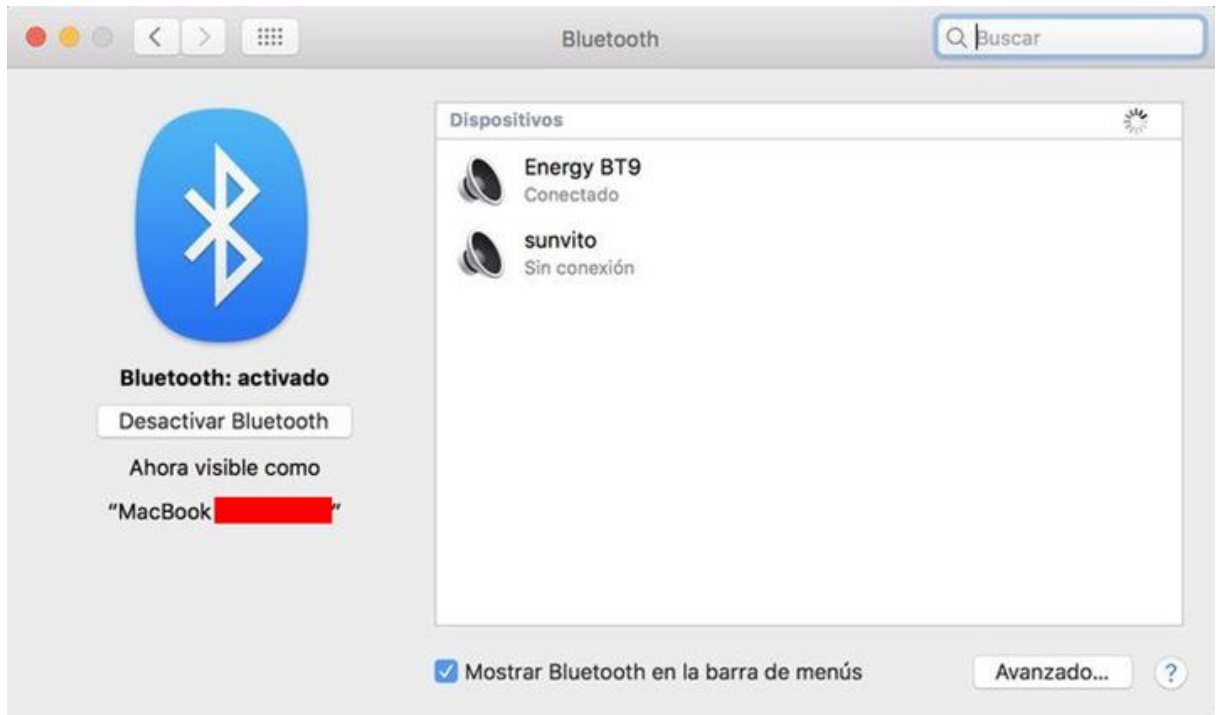 Bluetooth
Buscar
Dispositivos
Energy BT9
Conectado
sunvito
Sin conexión
Bluetooth: activado
Desactivar Bluetooth
Ahora visible como
“MacBook ”
Mostrar Bluetooth en la barra de menús
Avanzado...
?